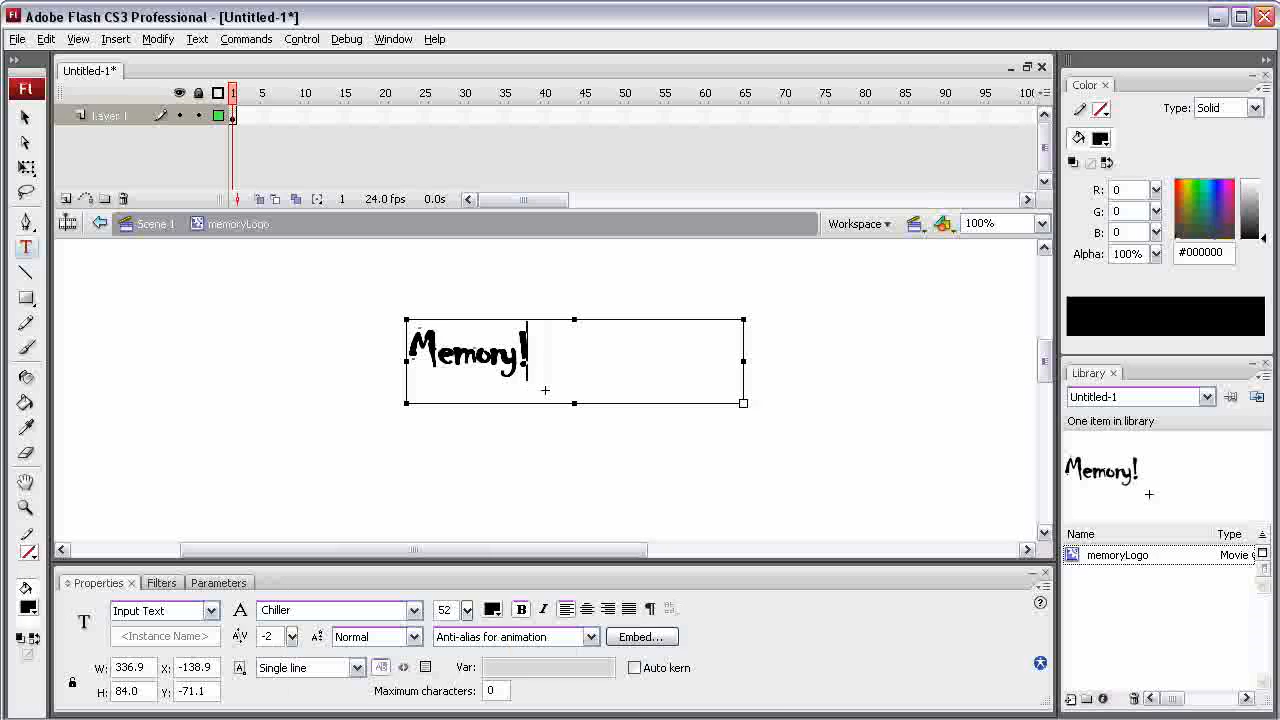 Adobe Flash CS3 Professional - [Untitled-1*]
File Edit View Insert Modify Text Commands Control Debug Window Help
Untitled-1*
Fl
1 5 10 15 20 25 30 35 40 45 50 55 60 65 70 75 80 85 90 95 100
Layer 1
1 24.0 fps 0.0s
Scene 1 memoryLogo Workspace 100%
Memory!
Color
Type: Solid
R: 0
G: 0
B: 0
Alpha: 100% #000000
Library
Untitled-1
One item in library
Memory!
Name Type
memoryLogo Movie
Properties Filters Parameters
T Input Text A Chiller 52 B I
<Instance Name> A/V -2 Normal Anti-alias for animation Embed...
W: 336.9 X: -138.9 Single line Var: Auto kern
H: 84.0 Y: -71.1 Maximum characters: 0